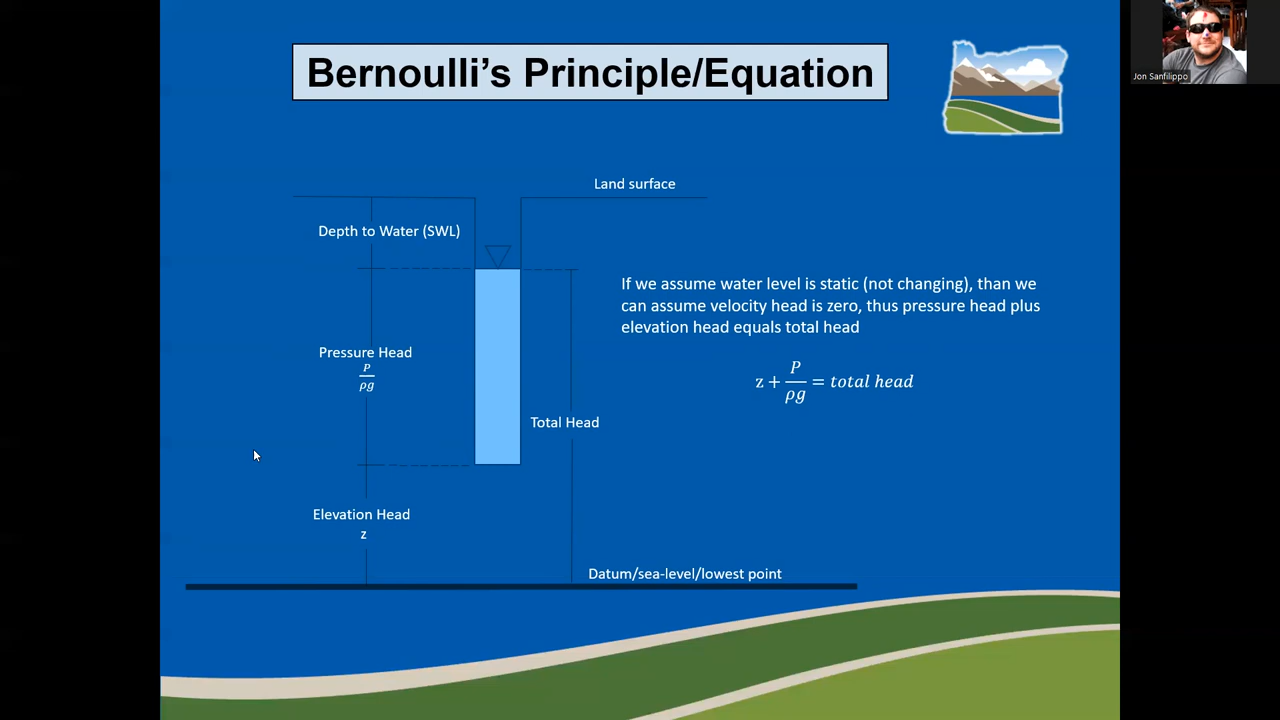 Bernoulli’s Principle/Equation
Jon Sanfilippo
Land surface
Depth to Water (SWL)
If we assume water level is static (not changing), than we
can assume velocity head is zero, thus pressure head plus
elevation head equals total head
Pressure Head
P/ρg
z + P/ρg = total head
Total Head
Elevation Head
z
Datum/sea-level/lowest point